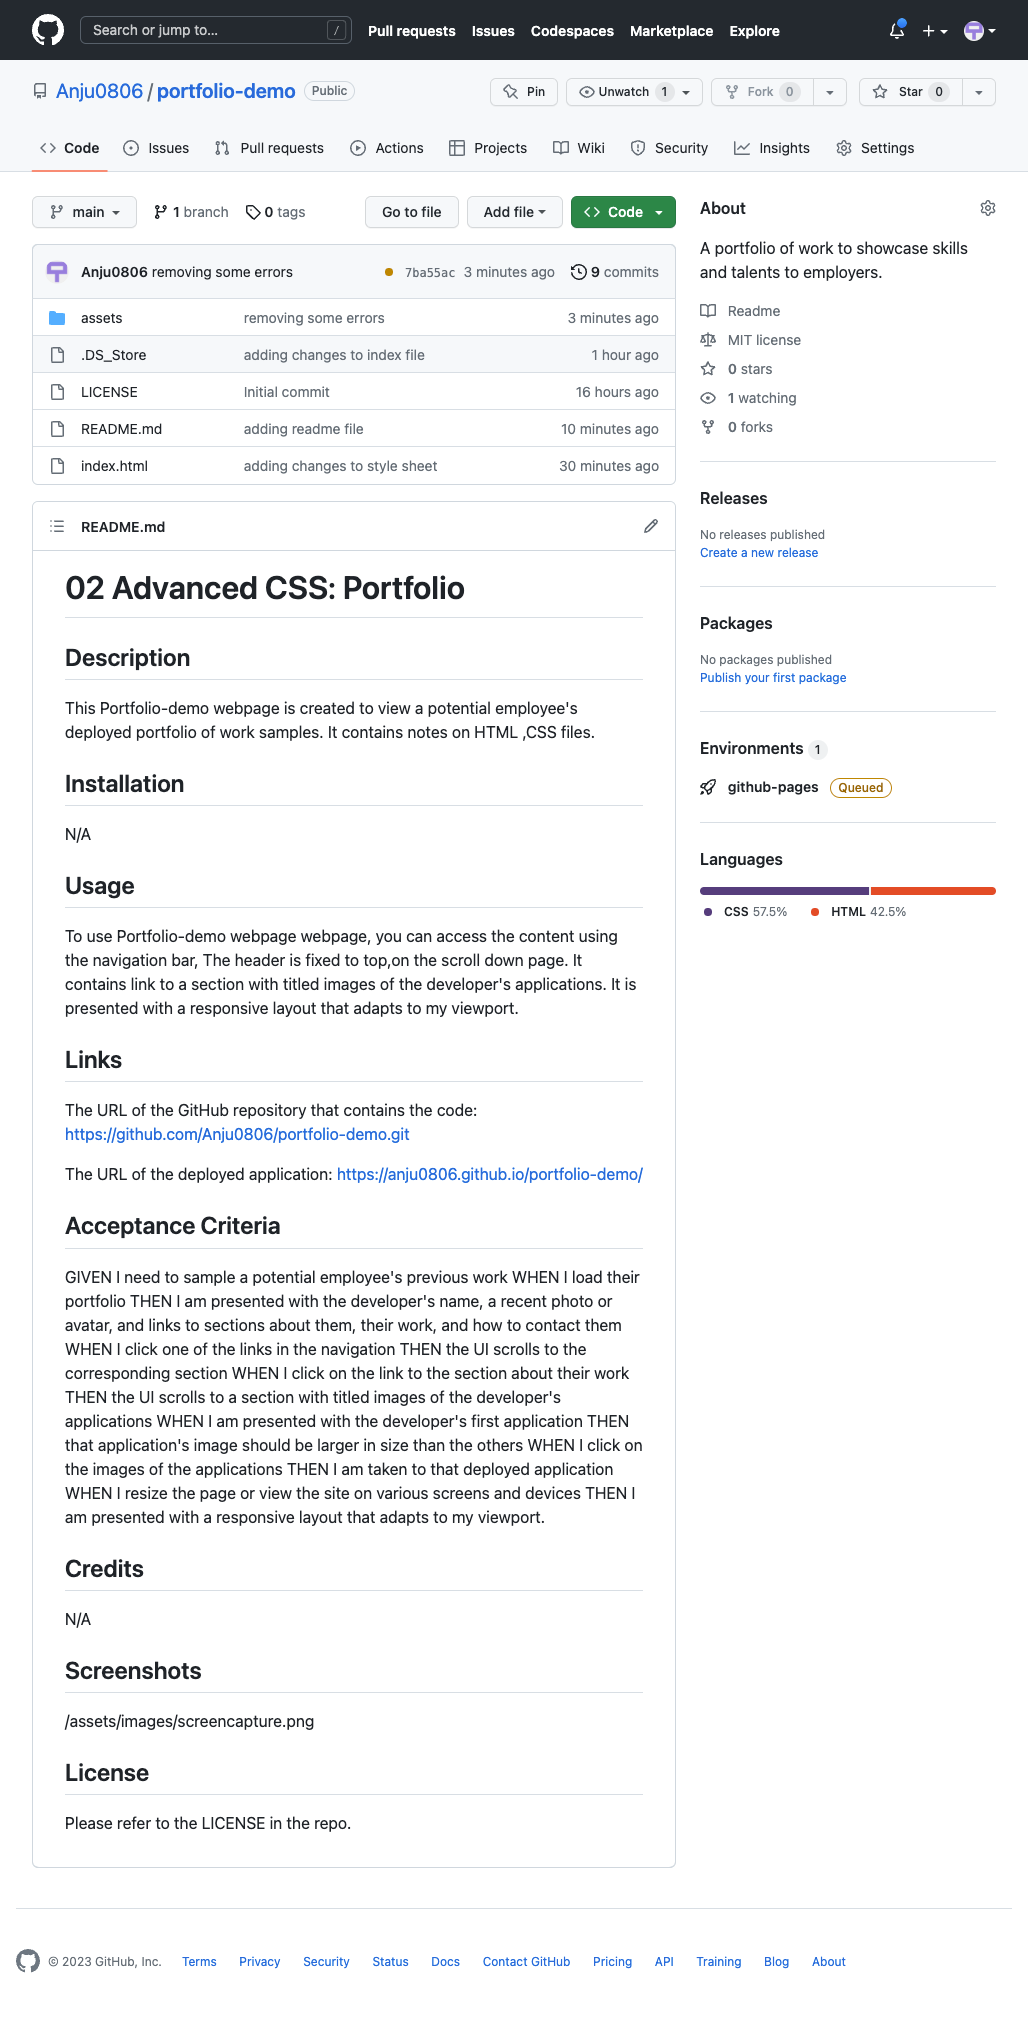 Search or jump to... /
Pull requests Issues Codespaces Marketplace Explore
Anju0806 / portfolio-demo Public
Pin Unwatch 1 Fork 0 Star 0
Code Issues Pull requests Actions Projects Wiki Security Insights Settings
main 1 branch 0 tags Go to file Add file Code
Anju0806 removing some errors 7ba55ac 3 minutes ago 9 commits
assets removing some errors 3 minutes ago
.DS_Store adding changes to index file 1 hour ago
LICENSE Initial commit 16 hours ago
README.md adding readme file 10 minutes ago
index.html adding changes to style sheet 30 minutes ago
README.md
02 Advanced CSS: Portfolio
Description
This Portfolio-demo webpage is created to view a potential employee's
deployed portfolio of work samples. It contains notes on HTML ,CSS files.
Installation
N/A
Usage
To use Portfolio-demo webpage webpage, you can access the content using
the navigation bar, The header is fixed to top,on the scroll down page. It
contains link to a section with titled images of the developer's applications. It is
presented with a responsive layout that adapts to my viewport.
Links
The URL of the GitHub repository that contains the code:
https://github.com/Anju0806/portfolio-demo.git
The URL of the deployed application: https://anju0806.github.io/portfolio-demo/
Acceptance Criteria
GIVEN I need to sample a potential employee's previous work WHEN I load their
portfolio THEN I am presented with the developer's name, a recent photo or
avatar, and links to sections about them, their work, and how to contact them
WHEN I click one of the links in the navigation THEN the UI scrolls to the
corresponding section WHEN I click on the link to the section about their work
THEN the UI scrolls to a section with titled images of the developer's
applications WHEN I am presented with the developer's first application THEN
that application's image should be larger in size than the others WHEN I click on
the images of the applications THEN I am taken to that deployed application
WHEN I resize the page or view the site on various screens and devices THEN I
am presented with a responsive layout that adapts to my viewport.
Credits
N/A
Screenshots
/assets/images/screencapture.png
License
Please refer to the LICENSE in the repo.
About
A portfolio of work to showcase skills
and talents to employers.
Readme
MIT license
0 stars
1 watching
0 forks
Releases
No releases published
Create a new release
Packages
No packages published
Publish your first package
Environments 1
github-pages Queued
Languages
CSS 57.5% HTML 42.5%
© 2023 GitHub, Inc. Terms Privacy Security Status Docs Contact GitHub Pricing API Training Blog About